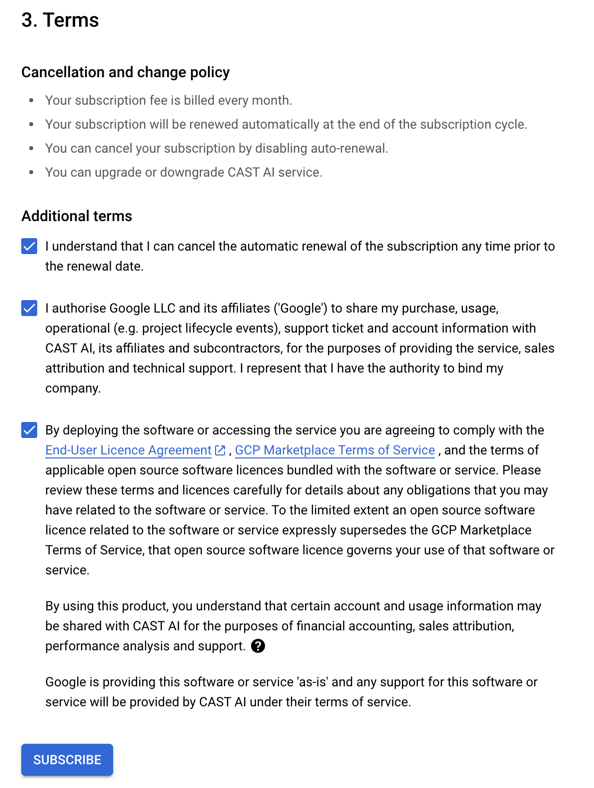 3. Terms
Cancellation and change policy
• Your subscription fee is billed every month.
• Your subscription will be renewed automatically at the end of the subscription cycle.
• You can cancel your subscription by disabling auto-renewal.
• You can upgrade or downgrade CAST AI service.
Additional terms
I understand that I can cancel the automatic renewal of the subscription any time prior to
the renewal date.
I authorise Google LLC and its affiliates ('Google') to share my purchase, usage,
operational (e.g. project lifecycle events), support ticket and account information with
CAST AI, its affiliates and subcontractors, for the purposes of providing the service, sales
attribution and technical support. I represent that I have the authority to bind my
company.
By deploying the software or accessing the service you are agreeing to comply with the
End-User Licence Agreement , GCP Marketplace Terms of Service , and the terms of
applicable open source software licences bundled with the software or service. Please
review these terms and licences carefully for details about any obligations that you may
have related to the software or service. To the limited extent an open source software
licence related to the software or service expressly supersedes the GCP Marketplace
Terms of Service, that open source software licence governs your use of that software or
service.
By using this product, you understand that certain account and usage information may
be shared with CAST AI for the purposes of financial accounting, sales attribution,
performance analysis and support. ?
Google is providing this software or service 'as-is' and any support for this software or
service will be provided by CAST AI under their terms of service.
SUBSCRIBE